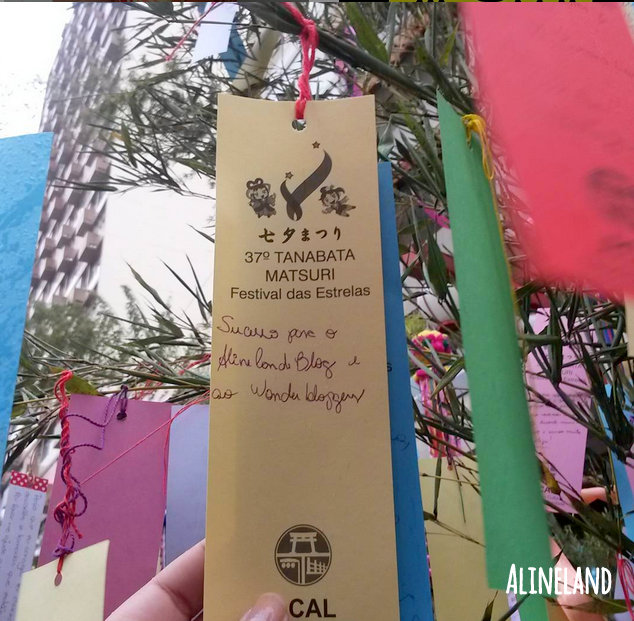 七夕まつり
37º TANABATA
MATSURI
Festival das Estrelas
Sucesso para o
Alineland Blog e
ao Wonder bloggers
CAL
ALINELAND